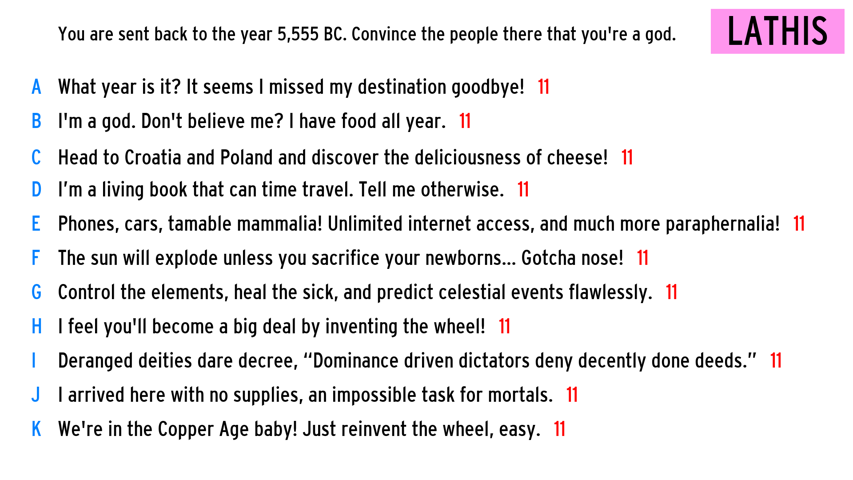 You are sent back to the year 5,555 BC. Convince the people there that you're a god.
LATHIS
A What year is it? It seems I missed my destination goodbye! 11
B I'm a god. Don't believe me? I have food all year. 11
C Head to Croatia and Poland and discover the deliciousness of cheese! 11
D I’m a living book that can time travel. Tell me otherwise. 11
E Phones, cars, tamable mammalia! Unlimited internet access, and much more paraphernalia! 11
F The sun will explode unless you sacrifice your newborns... Gotcha nose! 11
G Control the elements, heal the sick, and predict celestial events flawlessly. 11
H I feel you'll become a big deal by inventing the wheel! 11
I Deranged deities dare decree, “Dominance driven dictators deny decently done deeds.” 11
J I arrived here with no supplies, an impossible task for mortals. 11
K We're in the Copper Age baby! Just reinvent the wheel, easy. 11